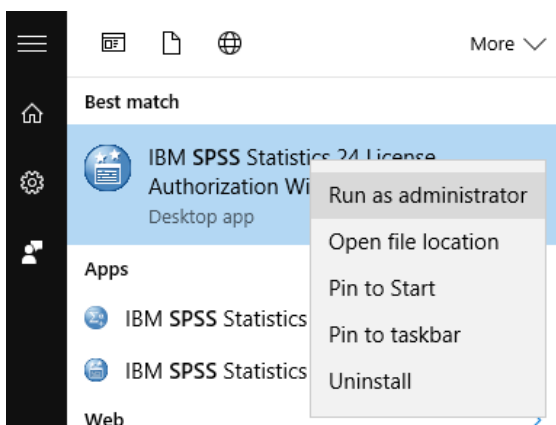 More
Best match
IBM SPSS Statistics 24 License
Authorization Wi
Desktop app
Run as administrator
Open file location
Pin to Start
Pin to taskbar
Uninstall
Apps
IBM SPSS Statistics
IBM SPSS Statistics
Web